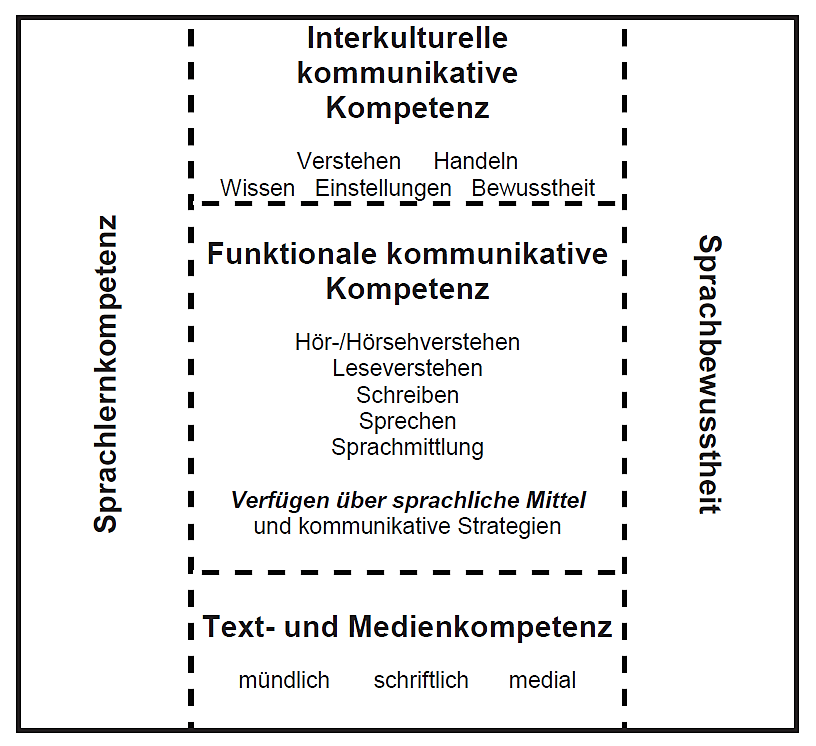 Sprachlernkompetenz
Interkulturelle
kommunikative
Kompetenz
Verstehen Handeln
Wissen Einstellungen Bewusstheit
Funktionale kommunikative
Kompetenz
Hör-/Hörsehverstehen
Leseverstehen
Schreiben
Sprechen
Sprachmittlung
Verfügen über sprachliche Mittel
und kommunikative Strategien
Text- und Medienkompetenz
mündlich schriftlich medial
Sprachbewusstheit